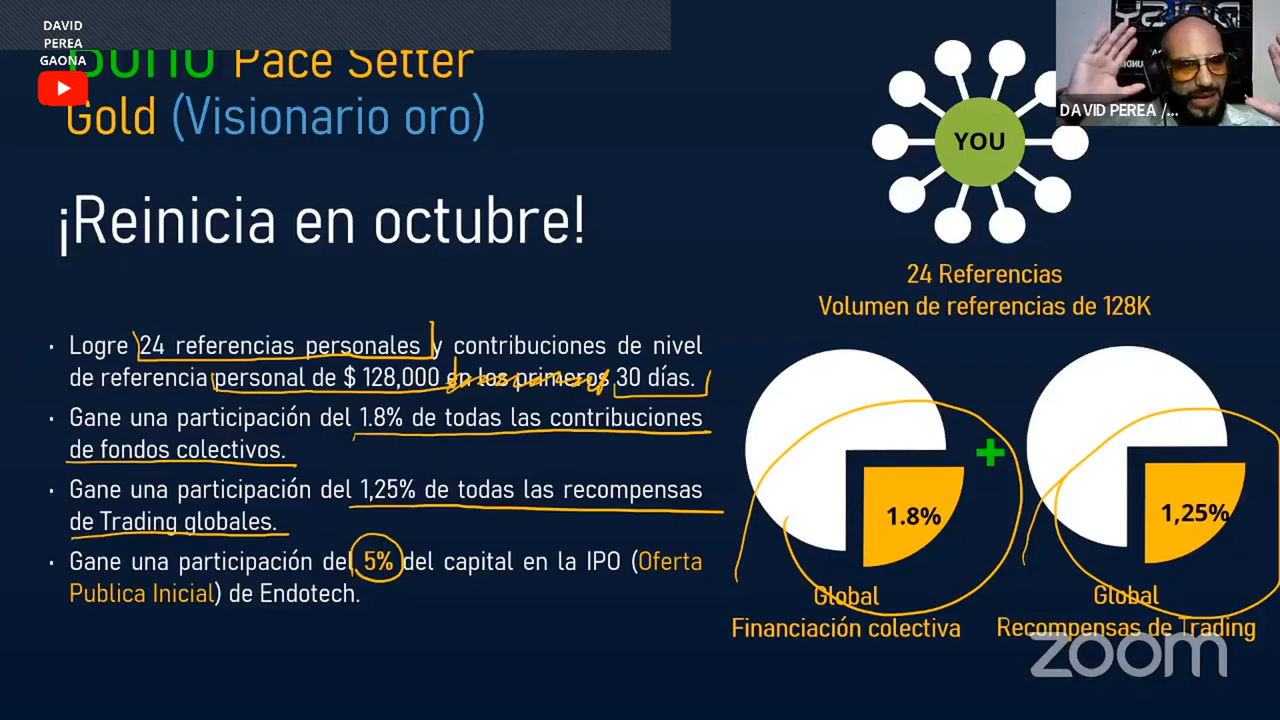 DAVID
PEREA
GAONA
BONO Pace Setter
Gold (Visionario oro)
¡Reinicia en octubre!
· Logre 24 referencias personales y contribuciones de nivel
de referencia personal de $ 128,000 en los primeros 30 días.
· Gane una participación del 1.8% de todas las contribuciones
de fondos colectivos.
· Gane una participación del 1,25% de todas las recompensas
de Trading globales.
· Gane una participación del 5% del capital en la IPO (Oferta
Publica Inicial) de Endotech.
YOU
DAVID PEREA /...
24 Referencias
Volumen de referencias de 128K
1.8%
+
1,25%
Global
Financiación colectiva
Global
Recompensas de Trading
zoom